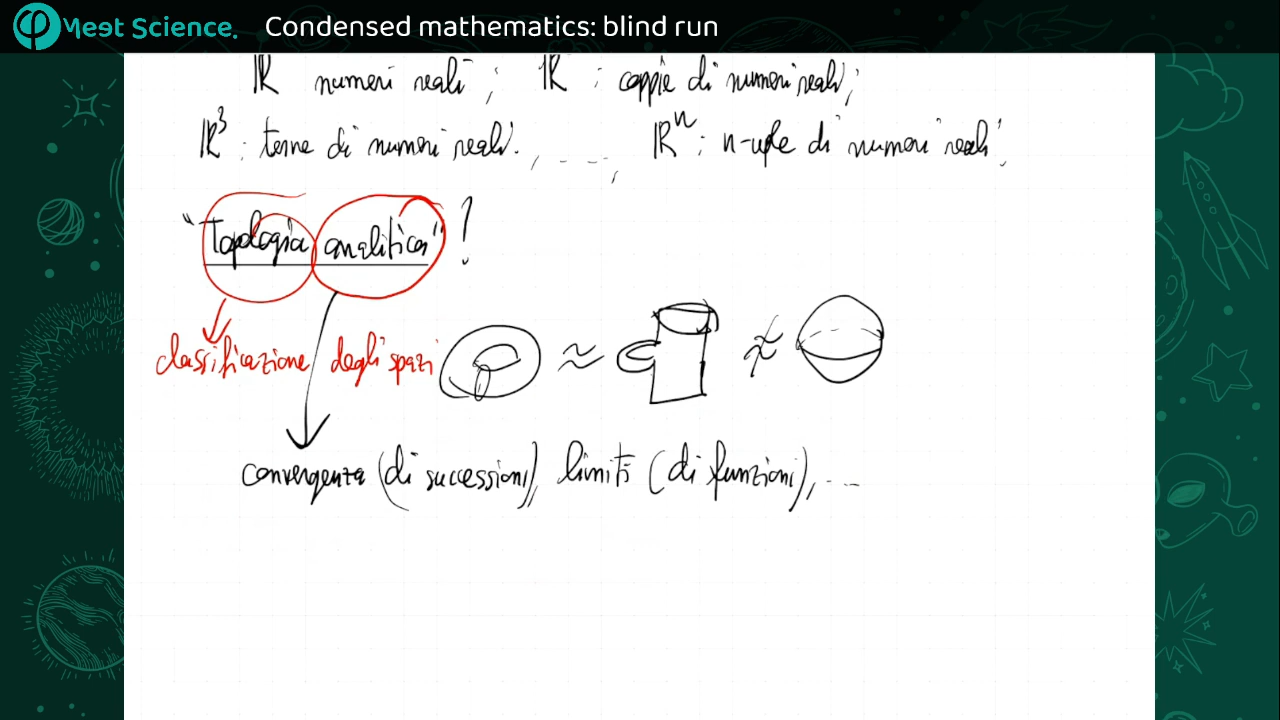 Meet Science.
Condensed mathematics: blind run
ℝ numeri reali ; ℝ : coppie di numeri reali ;
ℝ³ : terne di numeri reali. , ..... , ℝⁿ : n-uple di numeri reali.
"Topologia analitica" ?
classificazione degli spazi
≈ ≉
convergenza (di successioni), limiti (di funzioni), ...